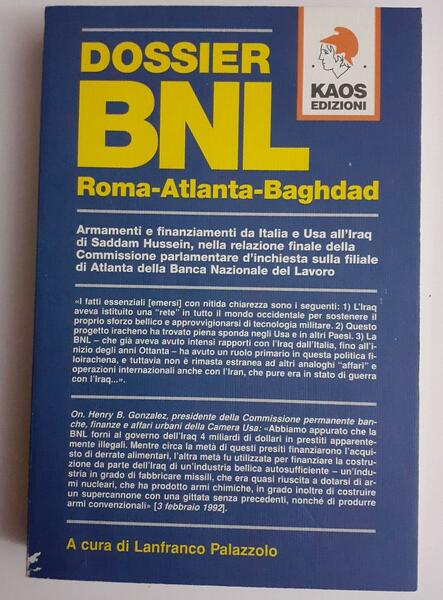 DOSSIER
BNL
KAOS
EDIZIONI
Roma-Atlanta-Baghdad
Armamenti e finanziamenti da Italia e Usa all'Iraq
di Saddam Hussein, nella relazione finale della
Commissione parlamentare d'inchiesta sulla filiale
di Atlanta della Banca Nazionale del Lavoro
«I fatti essenziali [emersi] con nitida chiarezza sono i seguenti: 1) L'Iraq
aveva istituito una “rete” in tutto il mondo occidentale per sostenere il
proprio sforzo bellico e approvvigionarsi di tecnologia militare. 2) Questo
progetto iracheno ha trovato piena sponda negli Usa e in altri Paesi. 3) La
BNL – che già aveva avuto intensi rapporti con l'Iraq dall'Italia, fino all'i-
nizio degli anni Ottanta – ha avuto un ruolo primario in questa politica fi-
loirachena, e tuttavia non è rimasta estranea ad altri analoghi “affari” e
operazioni internazionali anche con l'Iran, che pure era in stato di guerra
con l'Iraq...».
On. Henry B. Gonzalez, presidente della Commissione permanente ban-
che, finanze e affari urbani della Camera Usa: «Abbiamo appurato che la
BNL fornì al governo dell'Iraq 4 miliardi di dollari in prestiti apparente-
mente illegali. Mentre circa la metà di questi presiti finanziarono l'acqui-
sto di derrate alimentari, l'altra metà fu utilizzata per finanziare la costru-
zione da parte dell'Iraq di un'industria bellica autosufficiente – un'indu-
stria in grado di fabbricare missili, che era quasi riuscita a dotarsi di ar-
mi nucleari, che ha prodotto armi chimiche, in grado inoltre di costruire
un supercannone con una gittata senza precedenti, nonché di produrre
armi convenzionali» [3 febbraio 1992].
A cura di Lanfranco Palazzolo